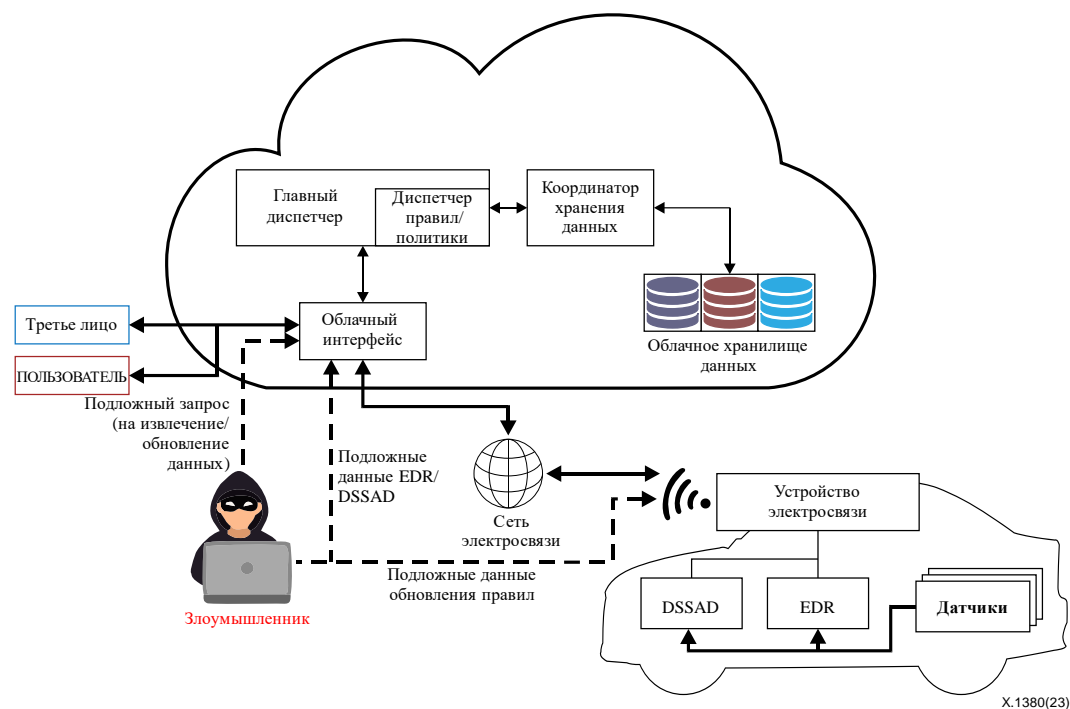 Главный
диспетчер
Диспетчер
правил/
политики
Координатор
хранения
данных
Третье лицо
Облачный
интерфейс
Облачное хранилище
данных
ПОЛЬЗОВАТЕЛЬ
Подложный запрос
(на извлечение/
обновление
данных)
Подложные
данные EDR/
DSSAD
Сеть
электросвязи
Устройство
электросвязи
Подложные данные
обновления правил
Злоумышленник
DSSAD
EDR
Датчики
X.1380(23)